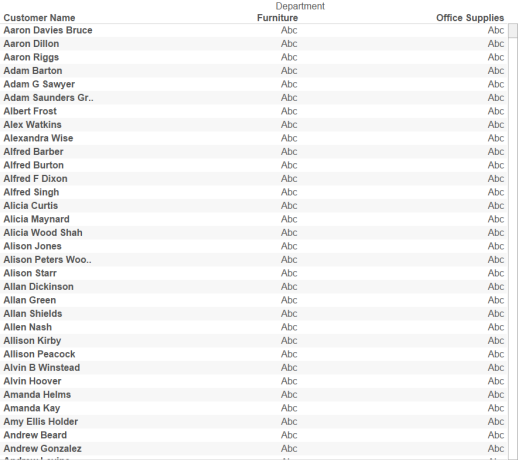 Department
Customer Name Furniture Office Supplies
Aaron Davies Bruce Abc Abc
Aaron Dillon Abc Abc
Aaron Riggs Abc Abc
Adam Barton Abc Abc
Adam G Sawyer Abc Abc
Adam Saunders Gr.. Abc Abc
Albert Frost Abc Abc
Alex Watkins Abc Abc
Alexandra Wise Abc Abc
Alfred Barber Abc Abc
Alfred Burton Abc Abc
Alfred F Dixon Abc Abc
Alfred Singh Abc Abc
Alicia Curtis Abc Abc
Alicia Maynard Abc Abc
Alicia Wood Shah Abc Abc
Alison Jones Abc Abc
Alison Peters Woo.. Abc Abc
Alison Starr Abc Abc
Allan Dickinson Abc Abc
Allan Green Abc Abc
Allan Shields Abc Abc
Allen Nash Abc Abc
Allison Kirby Abc Abc
Allison Peacock Abc Abc
Alvin B Winstead Abc Abc
Alvin Hoover Abc Abc
Amanda Helms Abc Abc
Amanda Kay Abc Abc
Amy Ellis Holder Abc Abc
Andrew Beard Abc Abc
Andrew Gonzalez Abc Abc